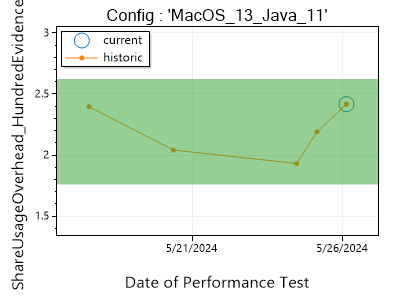 Config : 'MacOS_13_Java_11'
ShareUsageOverhead_HundredEvidence
3
2.5
2
1.5
current
historic
5/21/2024
5/26/2024
Date of Performance Test